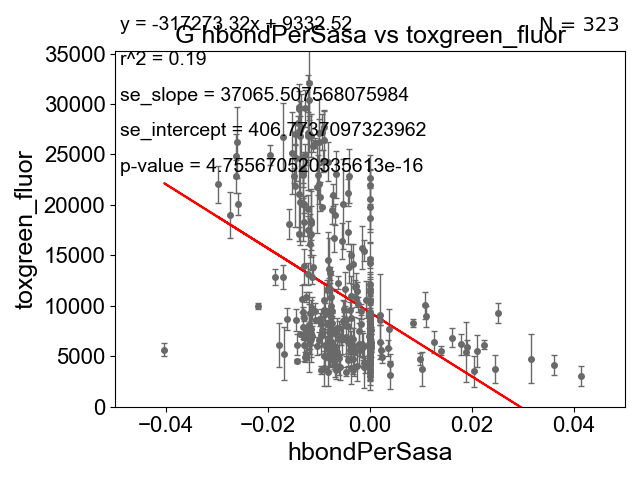 y = -317273.32x + 9332.52
N = 323
G hbondPerSasa vs toxgreen_fluor
r^2 = 0.19
se_slope = 37065.507568075984
se_intercept = 406.7737097323962
p-value = 4.755670520335613e-16
35000
30000
25000
20000
15000
10000
5000
0
toxgreen_fluor
−0.04
−0.02
0.00
0.02
0.04
hbondPerSasa